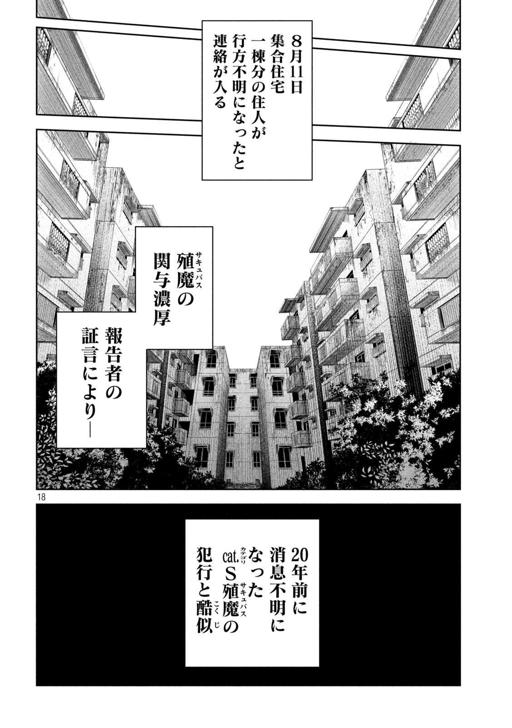 8月11日
集合住宅
一棟分の住人が
行方不明になったと
連絡が入る
殖魔の
サキュバス
関与濃厚
報告者の
証言により―
18
20年前に
消息不明に
なった
cat.S殖魔の
カテゴリ サキュバス
犯行と酷似
こくじ